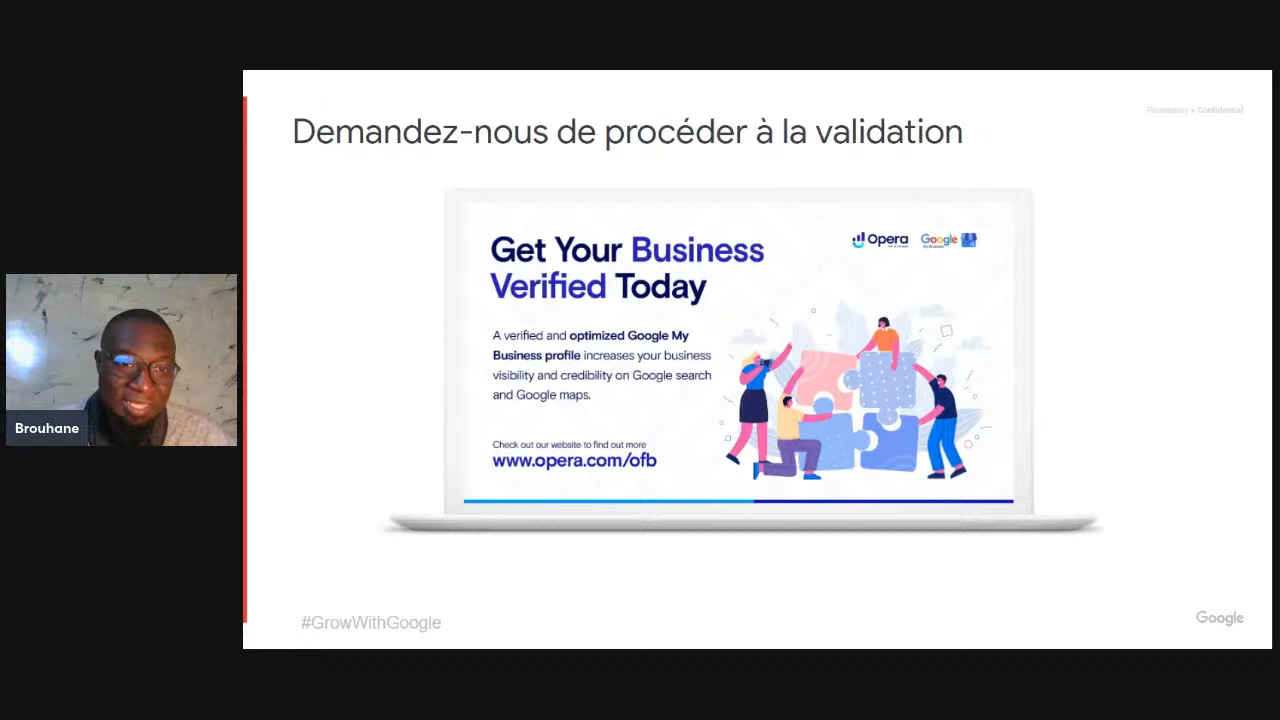 Demandez-nous de procéder à la validation
Proprietary + Confidential
Opera
Google
Get Your Business
Verified Today
A verified and optimized Google My
Business profile increases your business
visibility and credibility on Google search
and Google maps.
Check out our website to find out more
www.opera.com/ofb
Brouhane
#GrowWithGoogle
Google